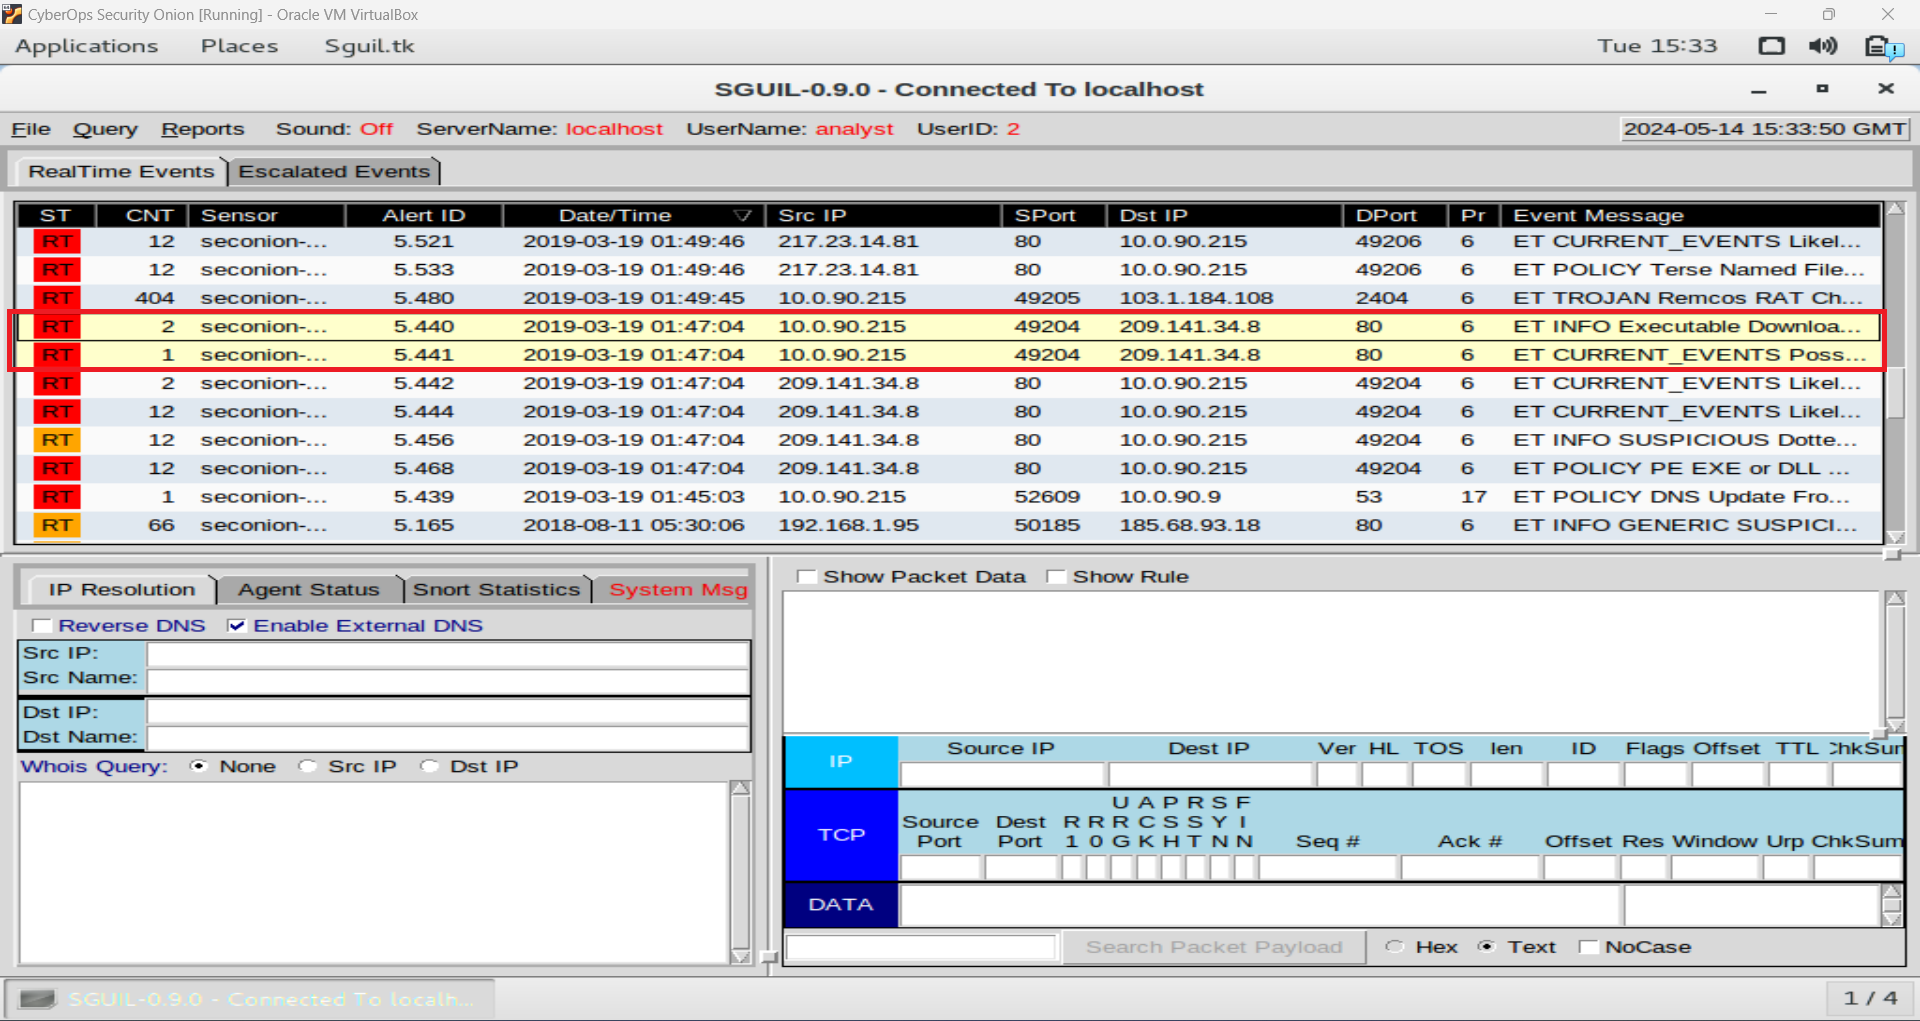 CyberOps Security Onion [Running] - Oracle VM VirtualBox
Applications Places Sguil.tk Tue 15:33
SGUIL-0.9.0 - Connected To localhost
File Query Reports Sound: Off ServerName: localhost UserName: analyst UserID: 2 2024-05-14 15:33:50 GMT
RealTime Events Escalated Events
ST CNT Sensor Alert ID Date/Time Src IP SPort Dst IP DPort Pr Event Message
RT 12 seconion-... 5.521 2019-03-19 01:49:46 217.23.14.81 80 10.0.90.215 49206 6 ET CURRENT_EVENTS Likel...
RT 12 seconion-... 5.533 2019-03-19 01:49:46 217.23.14.81 80 10.0.90.215 49206 6 ET POLICY Terse Named File...
RT 404 seconion-... 5.480 2019-03-19 01:49:45 10.0.90.215 49205 103.1.184.108 2404 6 ET TROJAN Remcos RAT Ch...
RT 2 seconion-... 5.440 2019-03-19 01:47:04 10.0.90.215 49204 209.141.34.8 80 6 ET INFO Executable Downloa...
RT 1 seconion-... 5.441 2019-03-19 01:47:04 10.0.90.215 49204 209.141.34.8 80 6 ET CURRENT_EVENTS Poss...
RT 2 seconion-... 5.442 2019-03-19 01:47:04 209.141.34.8 80 10.0.90.215 49204 6 ET CURRENT_EVENTS Likel...
RT 12 seconion-... 5.444 2019-03-19 01:47:04 209.141.34.8 80 10.0.90.215 49204 6 ET CURRENT_EVENTS Likel...
RT 12 seconion-... 5.456 2019-03-19 01:47:04 209.141.34.8 80 10.0.90.215 49204 6 ET INFO SUSPICIOUS Dotte...
RT 12 seconion-... 5.468 2019-03-19 01:47:04 209.141.34.8 80 10.0.90.215 49204 6 ET POLICY PE EXE or DLL ...
RT 1 seconion-... 5.439 2019-03-19 01:45:03 10.0.90.215 52609 10.0.90.9 53 17 ET POLICY DNS Update Fro...
RT 66 seconion-... 5.165 2018-08-11 05:30:06 192.168.1.95 50185 185.68.93.18 80 6 ET INFO GENERIC SUSPICI...
IP Resolution Agent Status Snort Statistics System Msg
Reverse DNS Enable External DNS
Src IP:
Src Name:
Dst IP:
Dst Name:
Whois Query: None Src IP Dst IP
Show Packet Data Show Rule
IP Source IP Dest IP Ver HL TOS len ID Flags Offset TTL ChkSum
U A P R S F
Source Dest R R R C S S Y I
TCP
Port Port 1 0 G K H T N N Seq # Ack # Offset Res Window Urp ChkSum
DATA
Search Packet Payload Hex Text NoCase
SGUIL-0.9.0 - Connected To localh... 1 / 4